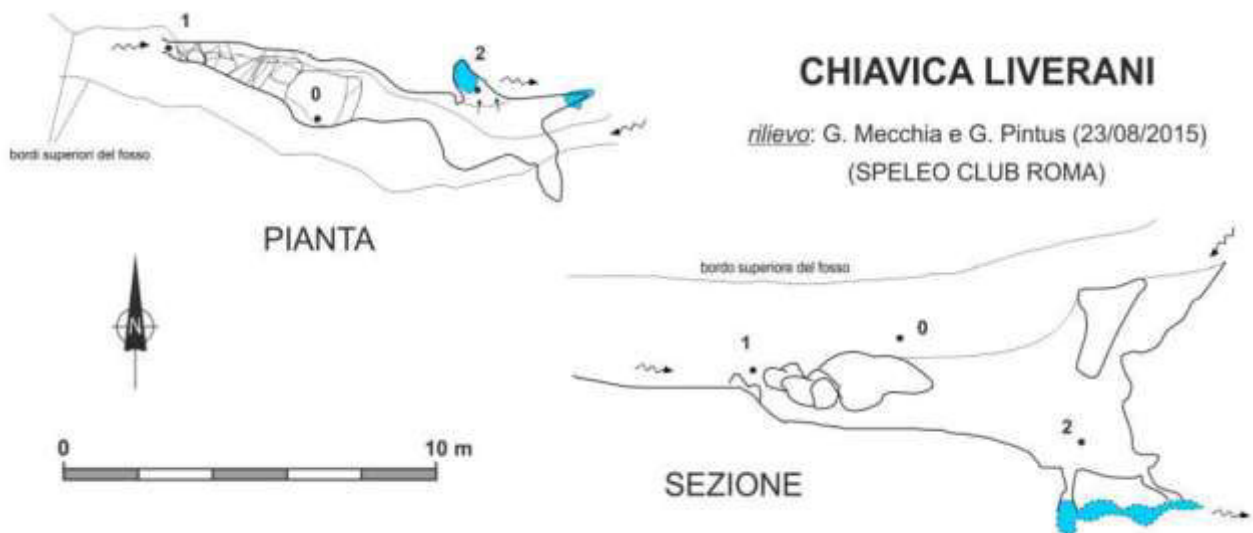 1
2
0
bordi superiori del fosso
PIANTA
N
0 10 m
CHIAVICA LIVERANI
rilievo: G. Mecchia e G. Pintus (23/08/2015)
(SPELEO CLUB ROMA)
bordo superiore del fosso
0
1
2
SEZIONE